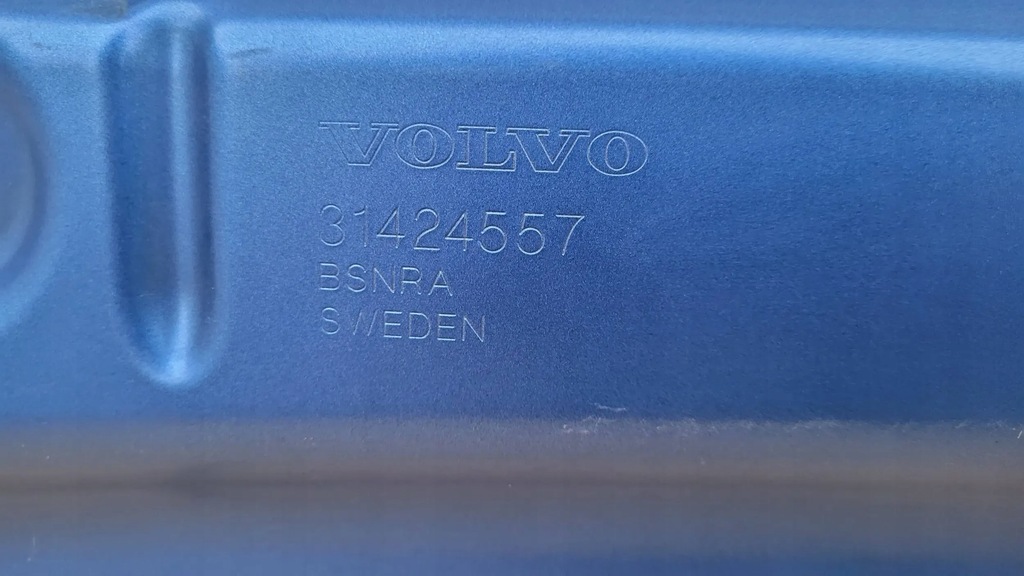 VOLVO
31424557
BSNRA
SWEDEN